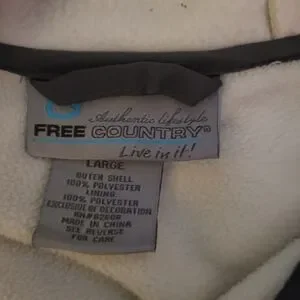 Authentic lifestyle
FREE COUNTRY®
Live in it!
LARGE
OUTER SHELL
100% POLYESTER
LINING
100% POLYESTER
EXCLUSIVE OF DECORATION
MADE IN CHINA
SEE REVERSE
FOR CARE